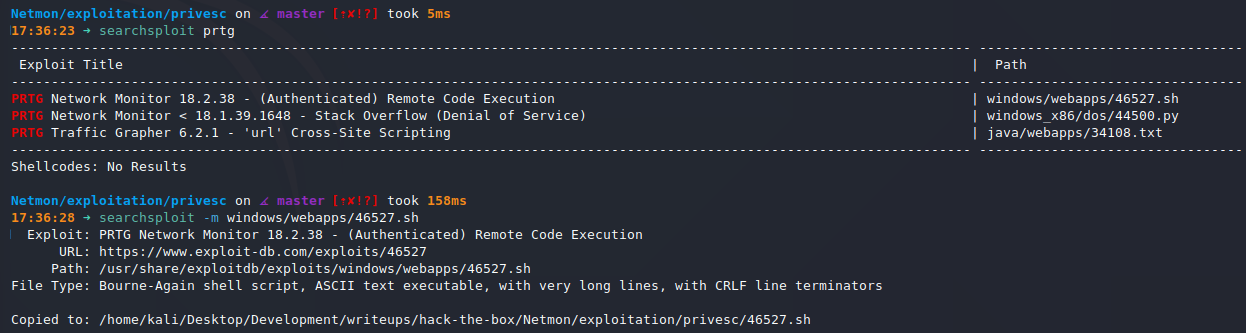 Netmon/exploitation/privesc on ⎇ master [⇡✘!?] took 5ms
17:36:23 → searchsploit prtg
---------------------------------------------------------------------------------------------------------------------- ---------------------------------
Exploit Title | Path
---------------------------------------------------------------------------------------------------------------------- ---------------------------------
PRTG Network Monitor 18.2.38 - (Authenticated) Remote Code Execution | windows/webapps/46527.sh
PRTG Network Monitor < 18.1.39.1648 - Stack Overflow (Denial of Service) | windows_x86/dos/44500.py
PRTG Traffic Grapher 6.2.1 - 'url' Cross-Site Scripting | java/webapps/34108.txt
---------------------------------------------------------------------------------------------------------------------- ---------------------------------
Shellcodes: No Results
Netmon/exploitation/privesc on ⎇ master [⇡✘!?] took 158ms
17:36:28 → searchsploit -m windows/webapps/46527.sh
Exploit: PRTG Network Monitor 18.2.38 - (Authenticated) Remote Code Execution
URL: https://www.exploit-db.com/exploits/46527
Path: /usr/share/exploitdb/exploits/windows/webapps/46527.sh
File Type: Bourne-Again shell script, ASCII text executable, with very long lines, with CRLF line terminators
Copied to: /home/kali/Desktop/Development/writeups/hack-the-box/Netmon/exploitation/privesc/46527.sh